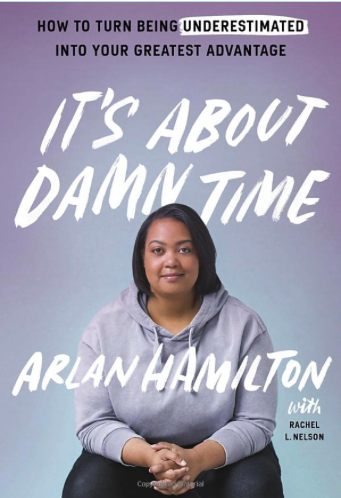 HOW TO TURN BEING UNDERESTIMATED
INTO YOUR GREATEST ADVANTAGE
IT'S ABOUT
DAMN TIME
ARLAN HAMILTON
with
RACHEL
L. NELSON